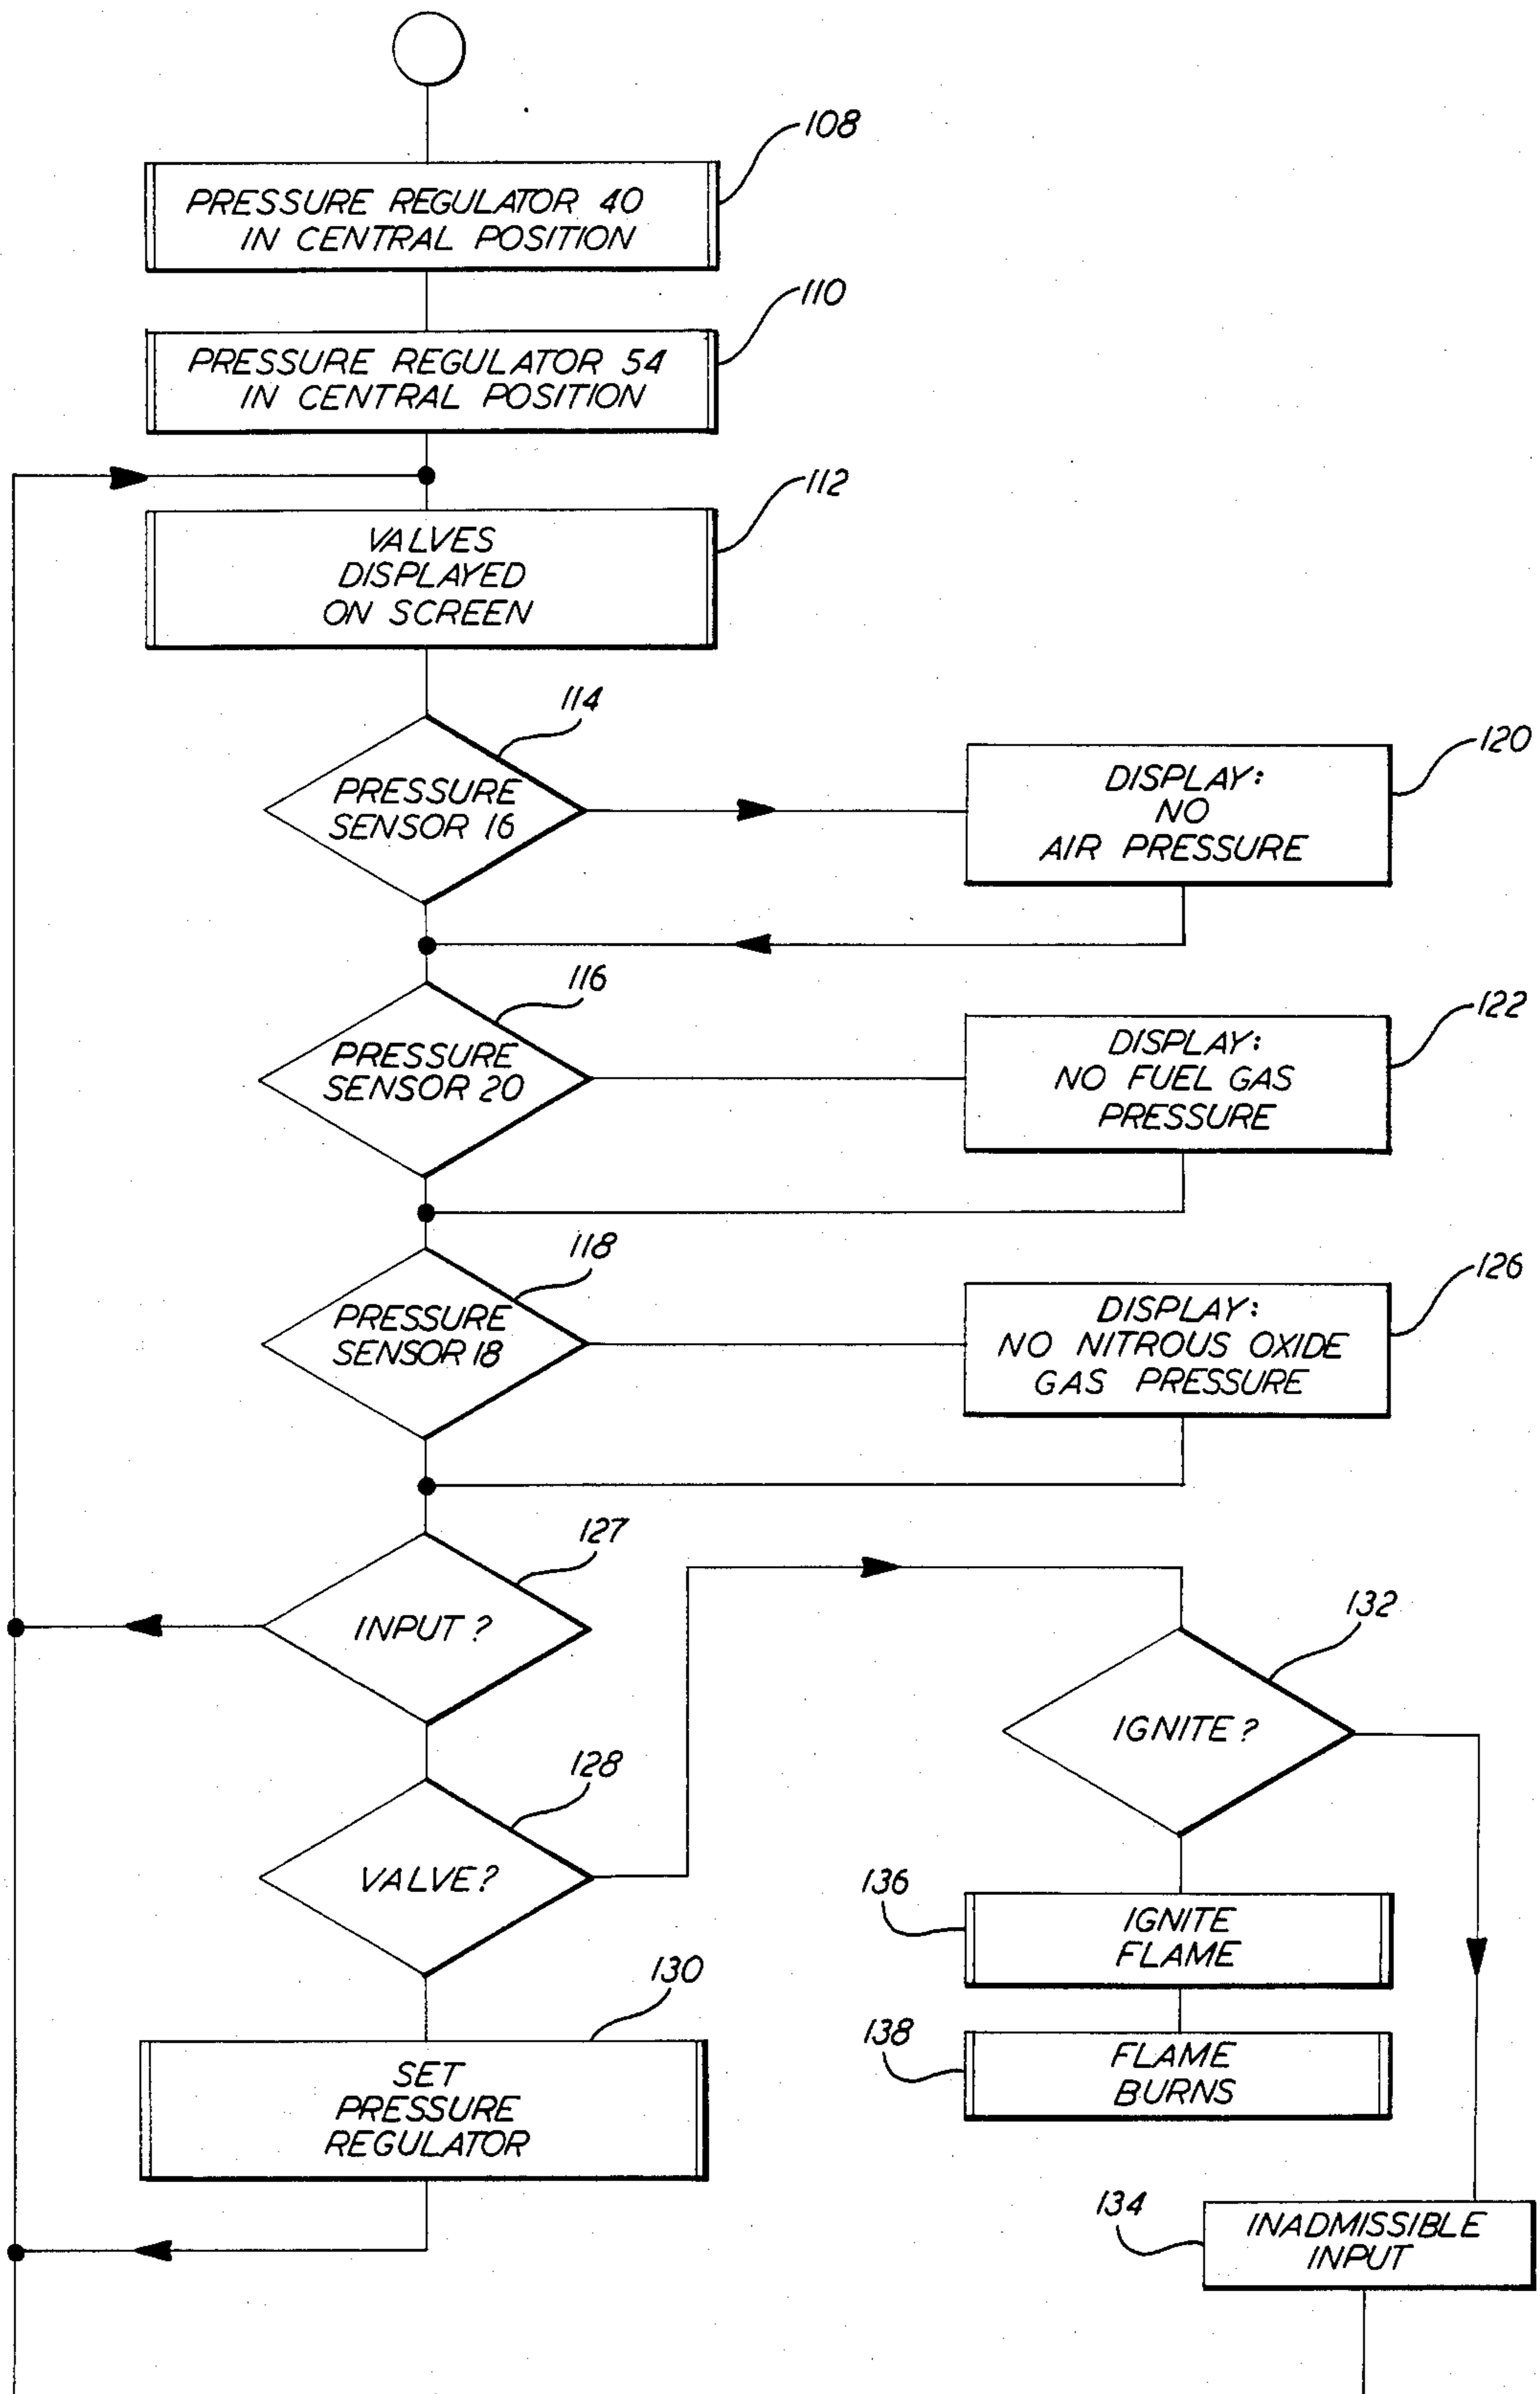 108
PRESSURE REGULATOR 40
IN CENTRAL POSITION
110
PRESSURE REGULATOR 54
IN CENTRAL POSITION
112
VALVES
DISPLAYED
ON SCREEN
114
PRESSURE
SENSOR 16
120
DISPLAY:
NO
AIR PRESSURE
116
PRESSURE
SENSOR 20
122
DISPLAY:
NO FUEL GAS
PRESSURE
118
PRESSURE
SENSOR 18
126
DISPLAY:
NO NITROUS OXIDE
GAS PRESSURE
127
INPUT?
132
IGNITE?
128
VALVE?
136
IGNITE
FLAME
130
SET
PRESSURE
REGULATOR
138
FLAME
BURNS
134
INADMISSIBLE
INPUT